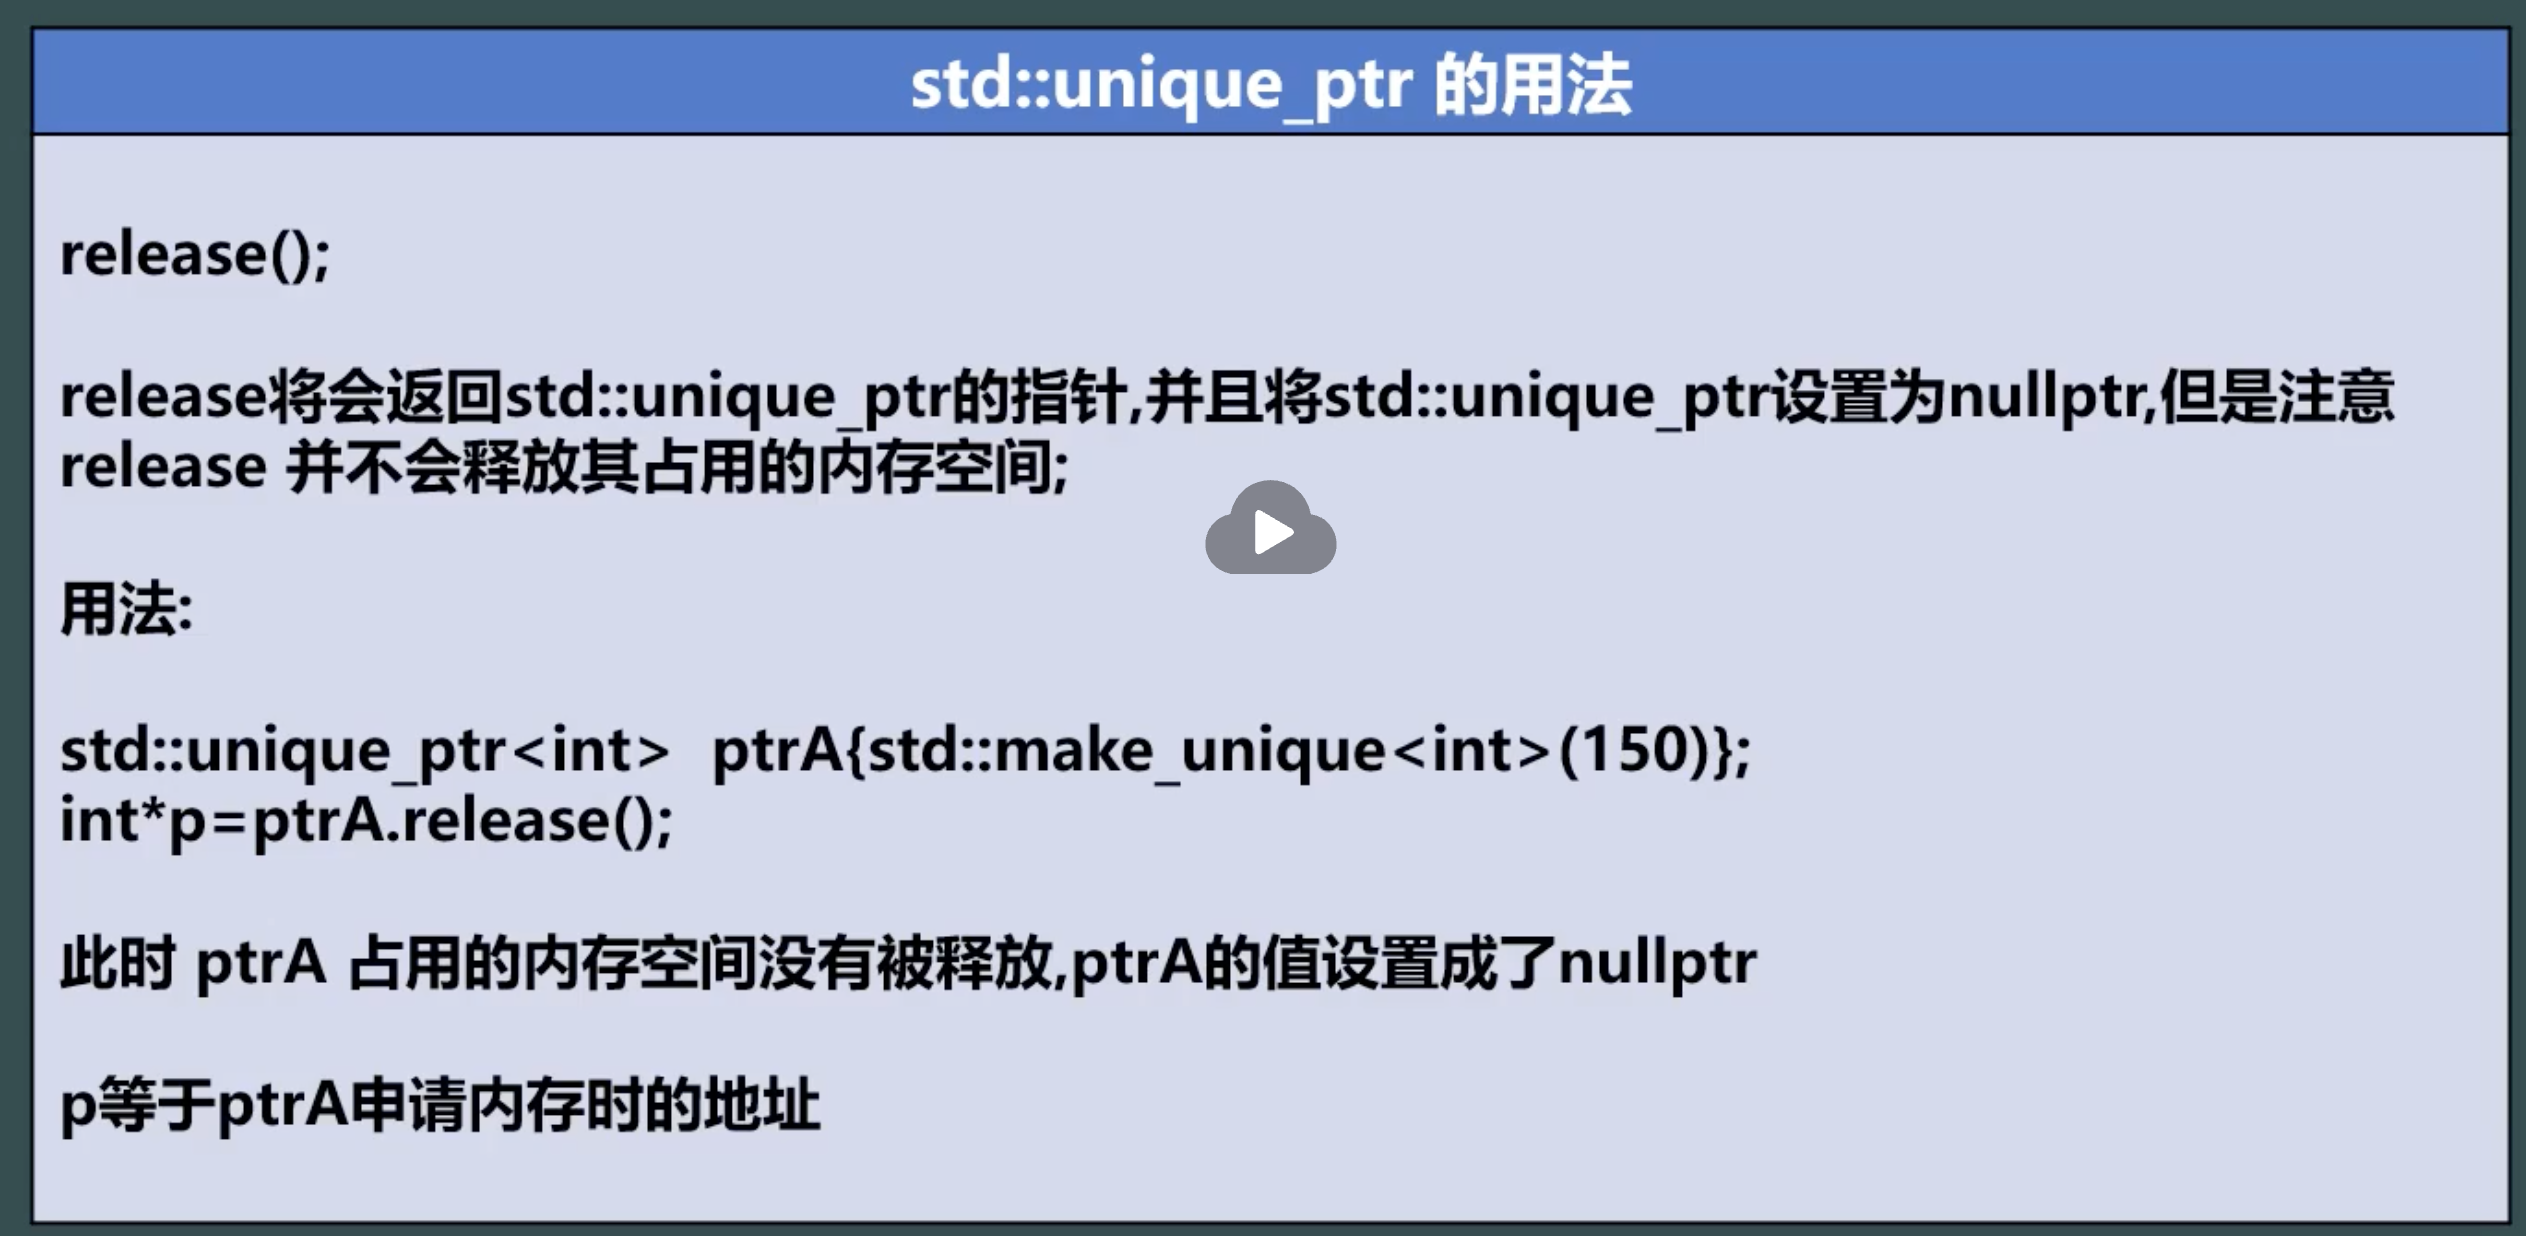 std::unique_ptr 的用法
release();
release将会返回std::unique_ptr的指针,并且将std::unique_ptr设置为nullptr,但是注意
release 并不会释放其占用的内存空间;
用法:
std::unique_ptr<int>  ptrA{std::make_unique<int>(150)};
int*p=ptrA.release();
此时 ptrA 占用的内存空间没有被释放,ptrA的值设置成了nullptr
p等于ptrA申请内存时的地址